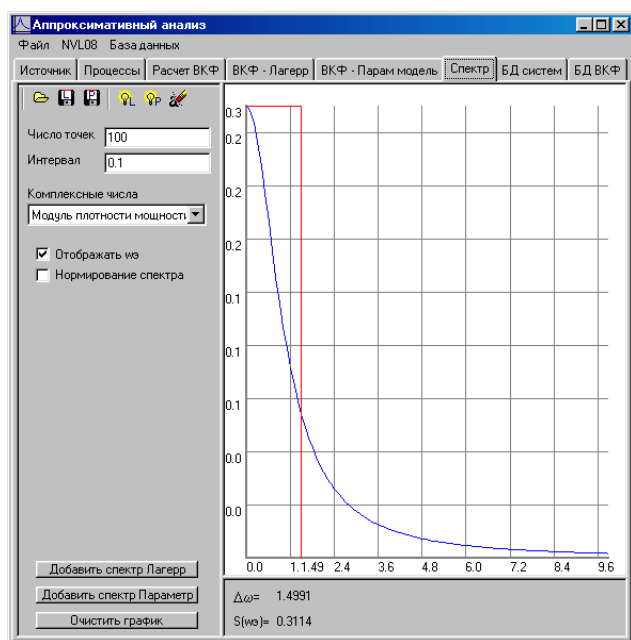 Аппроксимативный анализ
Файл NVL08 База данных
Источник Процессы Расчет ВКФ ВКФ - Лагерр ВКФ - Парам модель Спектр БД систем БД ВКФ
L P L P
Число точек 100
Интервал 0.1
Комплексные числа
Модуль плотности мощности
Отображать wэ
Нормирование спектра
Добавить спектр Лагерр
Добавить спектр Параметр
Очистить график
0.3
0.2
0.2
0.2
0.1
0.1
0.1
0.0
0.0
0.0 1.1.49 2.4 3.6 4.8 6.0 7.2 8.4 9.6
Δω= 1.4991
S(wэ)= 0.3114